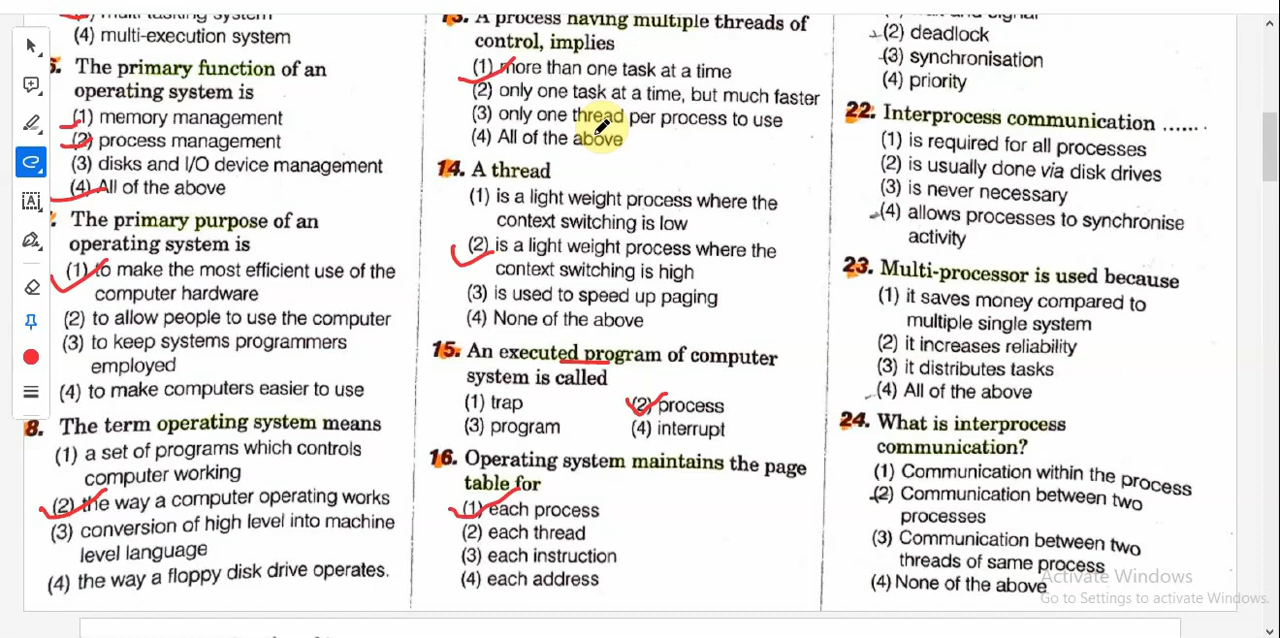 (4) multi-execution system
The primary function of an
operating system is
(1) memory management
(2) process management
(3) disks and I/O device management
(4) All of the above
The primary purpose of an
operating system is
(1) to make the most efficient use of the
computer hardware
(2) to allow people to use the computer
(3) to keep systems programmers
employed
(4) to make computers easier to use
8. The term operating system means
(1) a set of programs which controls
computer working
(2) the way a computer operating works
(3) conversion of high level into machine
level language
(4) the way a floppy disk drive operates.
A process having multiple threads of
control, implies
(1) more than one task at a time
(2) only one task at a time, but much faster
(3) only one thread per process to use
(4) All of the above
14. A thread
(1) is a light weight process where the
context switching is low
(2) is a light weight process where the
context switching is high
(3) is used to speed up paging
(4) None of the above
15. An executed program of computer
system is called
(1) trap (2) process
(3) program (4) interrupt
16. Operating system maintains the page
table for
(1) each process
(2) each thread
(3) each instruction
(4) each address
(2) deadlock
(3) synchronisation
(4) priority
22. Interprocess communication ......
(1) is required for all processes
(2) is usually done via disk drives
(3) is never necessary
(4) allows processes to synchronise
activity
23. Multi-processor is used because
(1) it saves money compared to
multiple single system
(2) it increases reliability
(3) it distributes tasks
(4) All of the above
24. What is interprocess
communication?
(1) Communication within the process
(2) Communication between two
processes
(3) Communication between two
threads of same process
(4) None of the above
Activate Windows
Go to Settings to activate Windows.